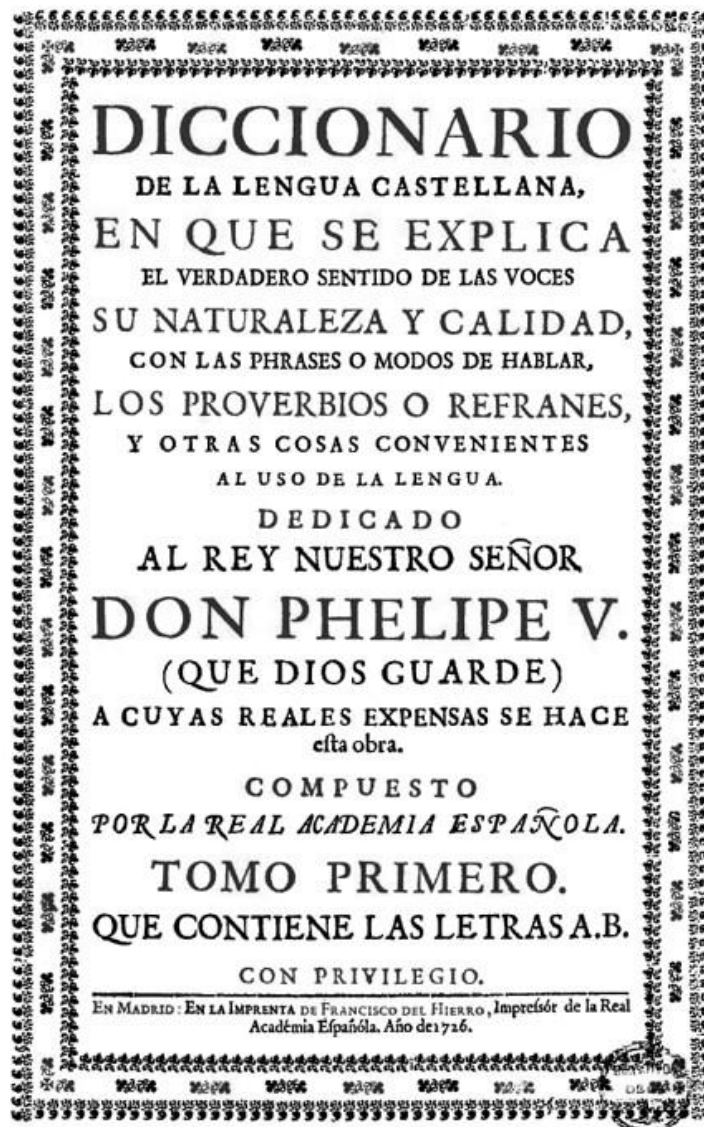 DICCIONARIO
DE LA LENGUA CASTELLANA,
EN QUE SE EXPLICA
EL VERDADERO SENTIDO DE LAS VOCES
SU NATURALEZA Y CALIDAD,
CON LAS PHRASES O MODOS DE HABLAR,
LOS PROVERBIOS O REFRANES,
Y OTRAS COSAS CONVENIENTES
AL USO DE LA LENGUA.
DEDICADO
AL REY NUESTRO SEÑOR
DON PHELIPE V.
(QUE DIOS GUARDE)
A CUYAS REALES EXPENSAS SE HACE
eſta obra.
COMPUESTO
POR LA REAL ACADEMIA ESPAÑOLA.
TOMO PRIMERO.
QUE CONTIENE LAS LETRAS A.B.
CON PRIVILEGIO.
EN MADRID: EN LA IMPRENTA DE FRANCISCO DEL HIERRO, Impreſsór de la Real
Académia Eſpañóla. Año de 1726.